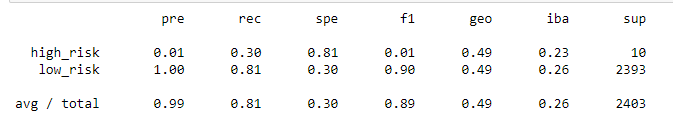 pre rec spe f1 geo iba sup
high_risk 0.01 0.30 0.81 0.01 0.49 0.23 10
low_risk 1.00 0.81 0.30 0.90 0.49 0.26 2393
avg / total 0.99 0.81 0.30 0.89 0.49 0.26 2403